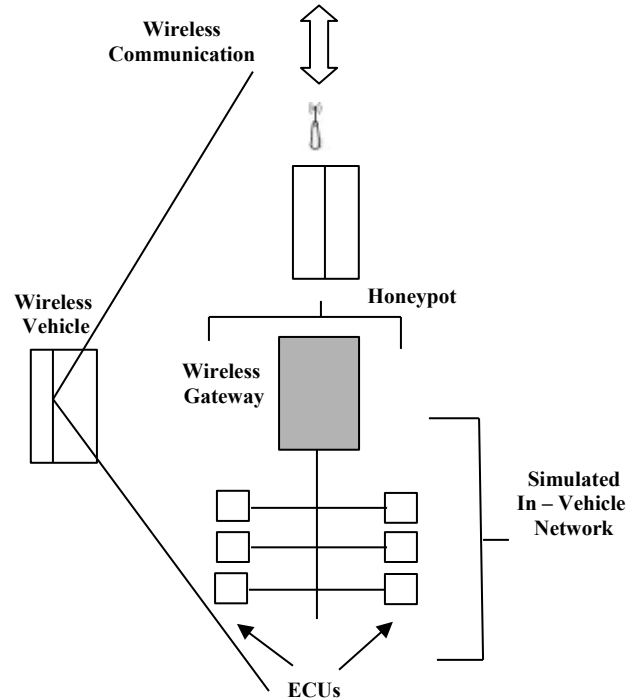 Wireless
Communication
Honeypot
Wireless
Vehicle
Wireless
Gateway
Simulated
In – Vehicle
Network
ECUs